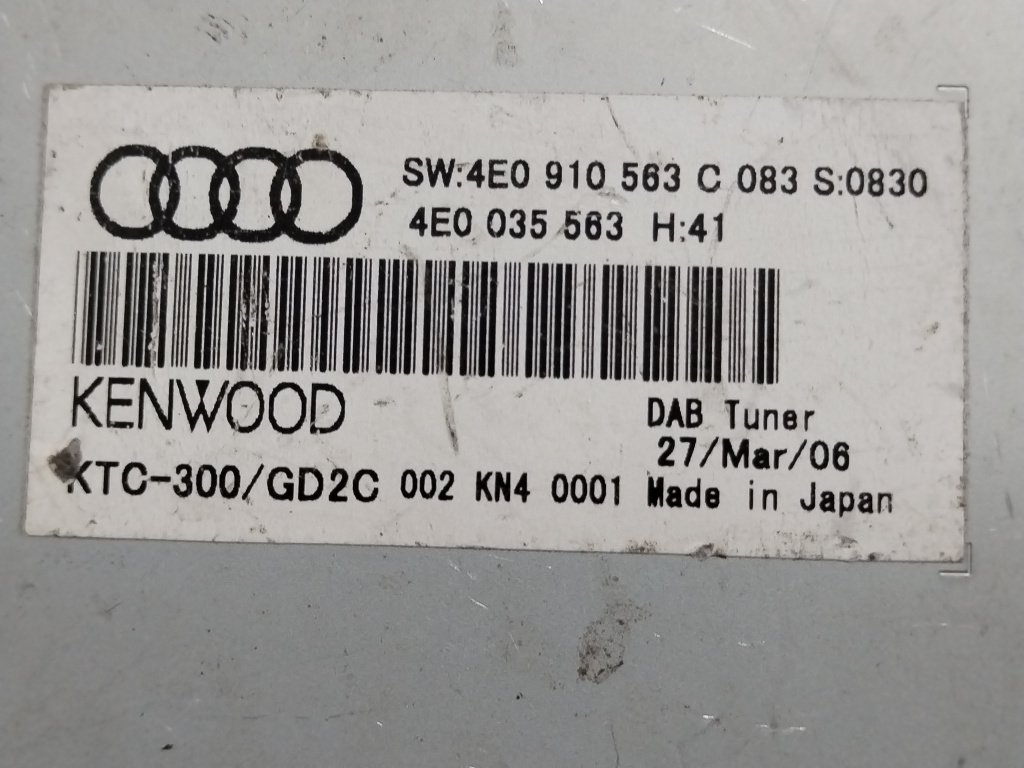 SW:4E0 910 563 C 083 S:0830
4E0 035 563 H:41
KENWOOD
DAB Tuner
27/Mar/06
KTC-300/GD2C 002 KN4 0001 Made in Japan